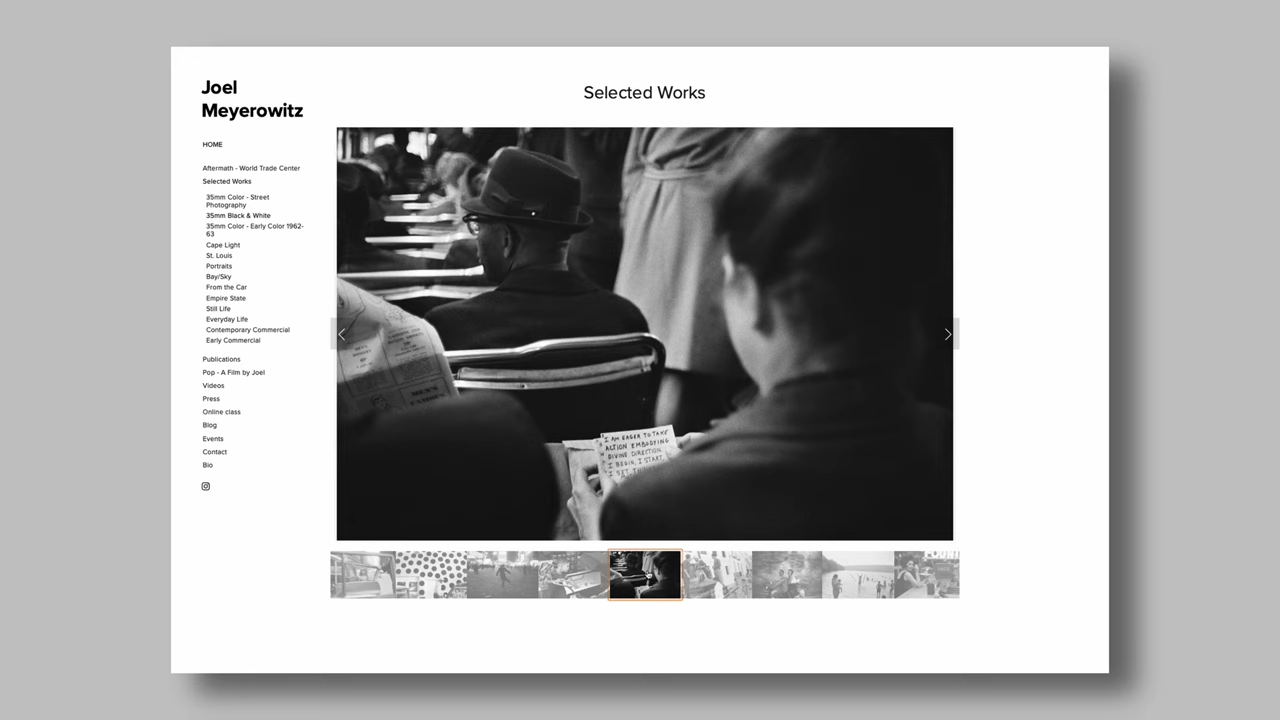 Joel
Meyerowitz
HOME
Aftermath - World Trade Center
Selected Works
35mm Color - Street
Photography
35mm Black & White
35mm Color - Early Color 1962-
63
Cape Light
St. Louis
Portraits
Bay/Sky
From the Car
Empire State
Still Life
Everyday Life
Contemporary Commercial
Early Commercial
Publications
Pop - A Film by Joel
Videos
Press
Online class
Blog
Events
Contact
Bio
Selected Works
I AM EAGER TO TAKE
ACTION EMBODYING
DIVINE DIRECTION
I BEGIN, I START,
I SET